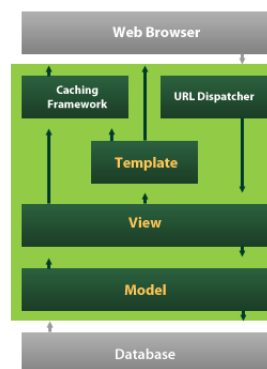 Web Browser
Caching
Framework
URL Dispatcher
Template
View
Model
Database